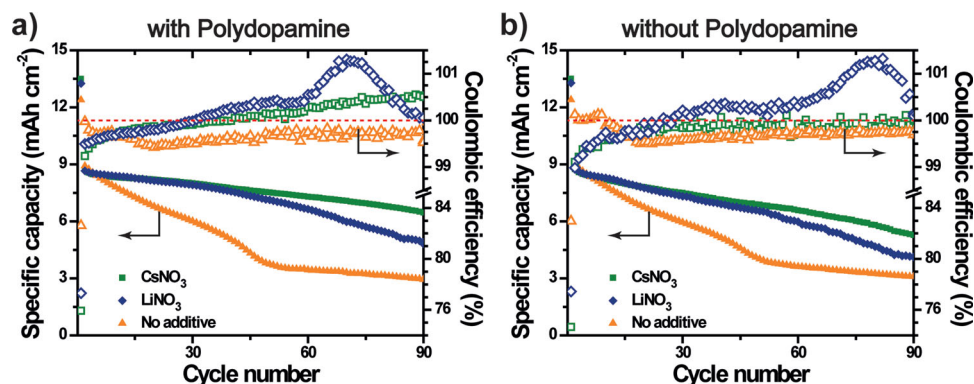 a)
with Polydopamine
Specific capacity (mAh cm⁻²)
15
12
9
6
3
0
101
100
99
84
80
76
Coulombic efficiency (%)
CsNO₃
LiNO₃
No additive
30
60
90
Cycle number
b)
without Polydopamine
Specific capacity (mAh cm⁻²)
15
12
9
6
3
0
101
100
99
84
80
76
Coulombic efficiency (%)
CsNO₃
LiNO₃
No additive
30
60
90
Cycle number